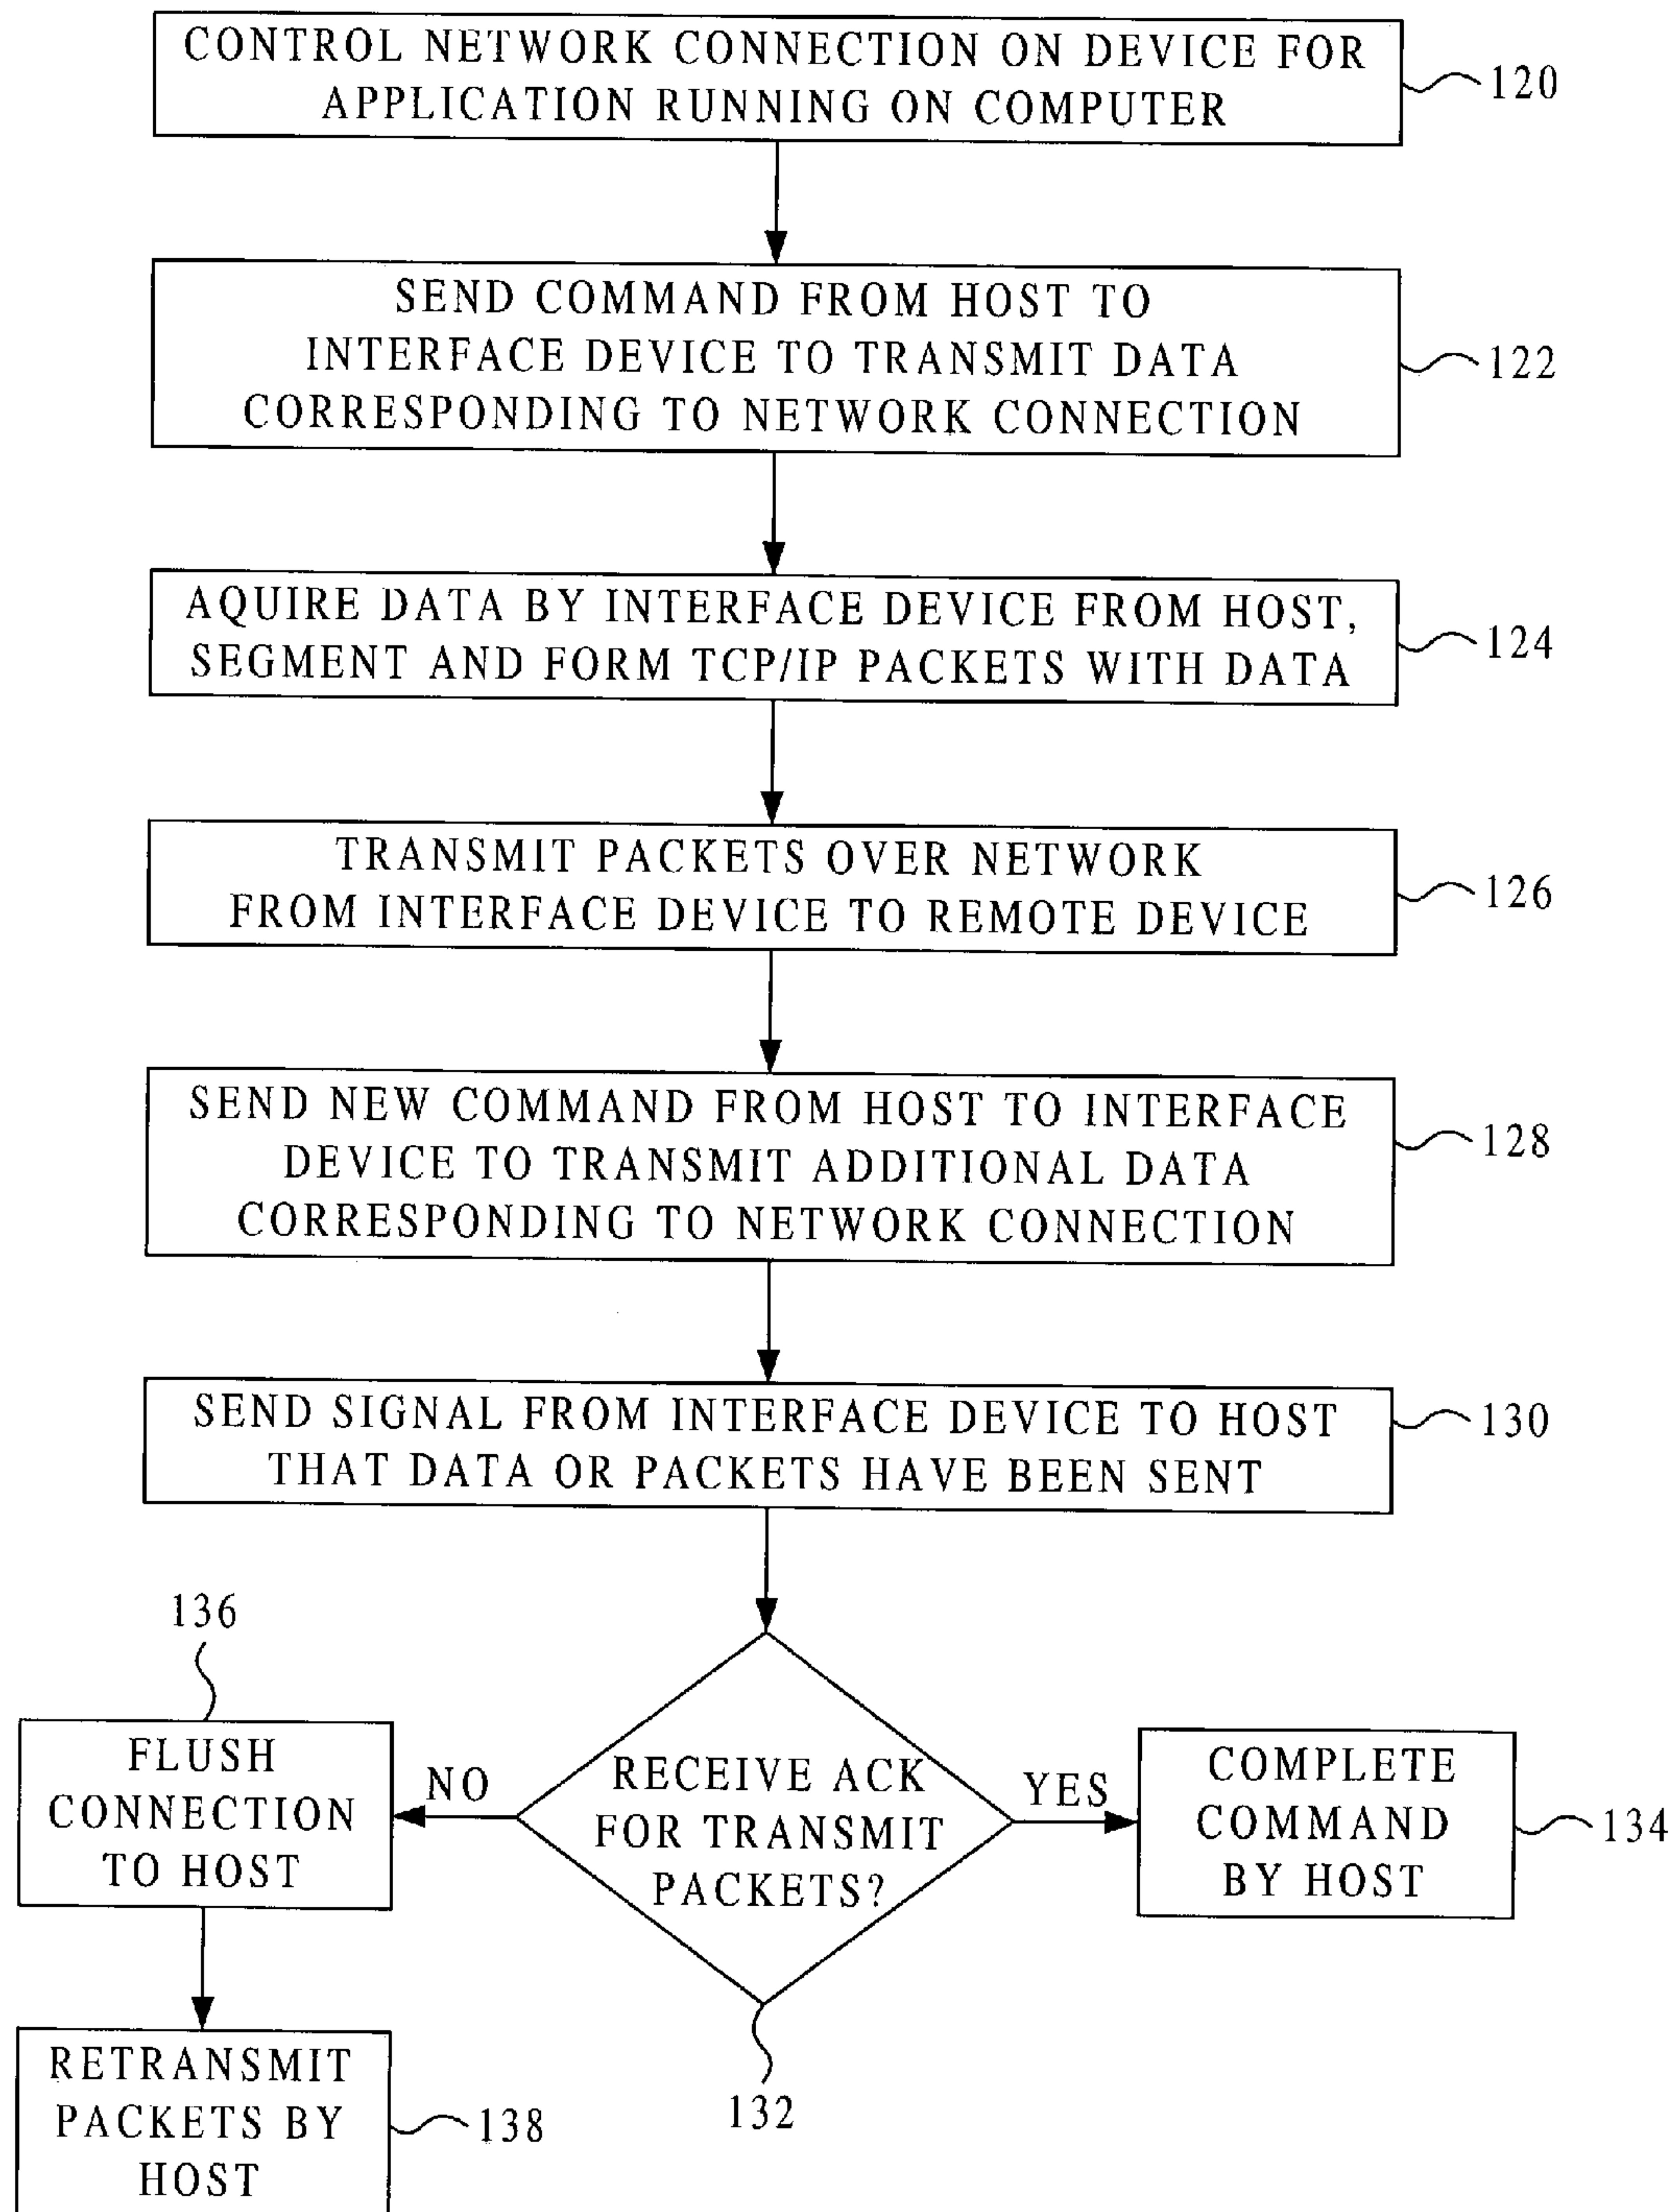 CONTROL NETWORK CONNECTION ON DEVICE FOR
APPLICATION RUNNING ON COMPUTER
120
SEND COMMAND FROM HOST TO
INTERFACE DEVICE TO TRANSMIT DATA
CORRESPONDING TO NETWORK CONNECTION
122
AQUIRE DATA BY INTERFACE DEVICE FROM HOST,
SEGMENT AND FORM TCP/IP PACKETS WITH DATA
124
TRANSMIT PACKETS OVER NETWORK
FROM INTERFACE DEVICE TO REMOTE DEVICE
126
SEND NEW COMMAND FROM HOST TO INTERFACE
DEVICE TO TRANSMIT ADDITIONAL DATA
CORRESPONDING TO NETWORK CONNECTION
128
SEND SIGNAL FROM INTERFACE DEVICE TO HOST
THAT DATA OR PACKETS HAVE BEEN SENT
130
136
FLUSH
CONNECTION
TO HOST
NO
RECEIVE ACK
FOR TRANSMIT
PACKETS?
YES
COMPLETE
COMMAND
BY HOST
134
132
RETRANSMIT
PACKETS BY
HOST
138